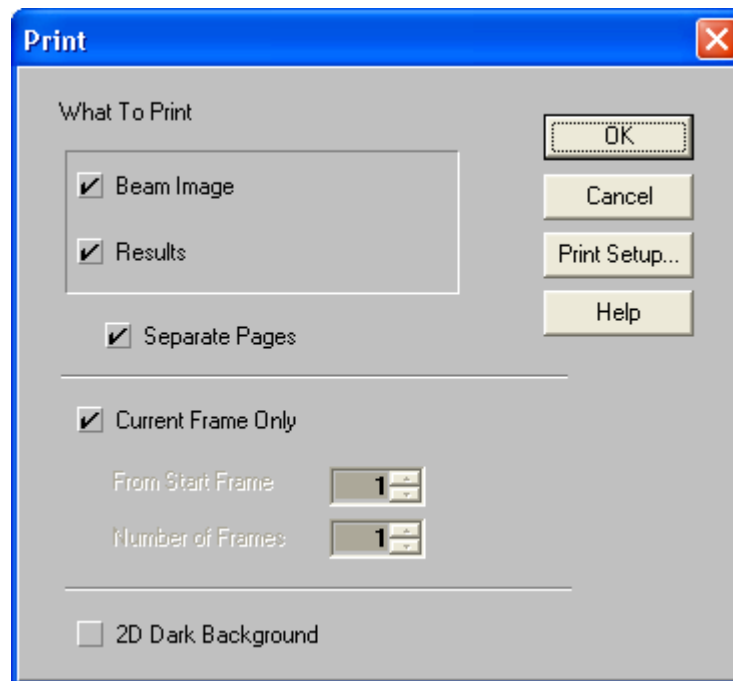 Print
What To Print
OK
Beam Image
Cancel
Results
Print Setup...
Help
Separate Pages
Current Frame Only
From Start Frame 1
Number of Frames 1
2D Dark Background